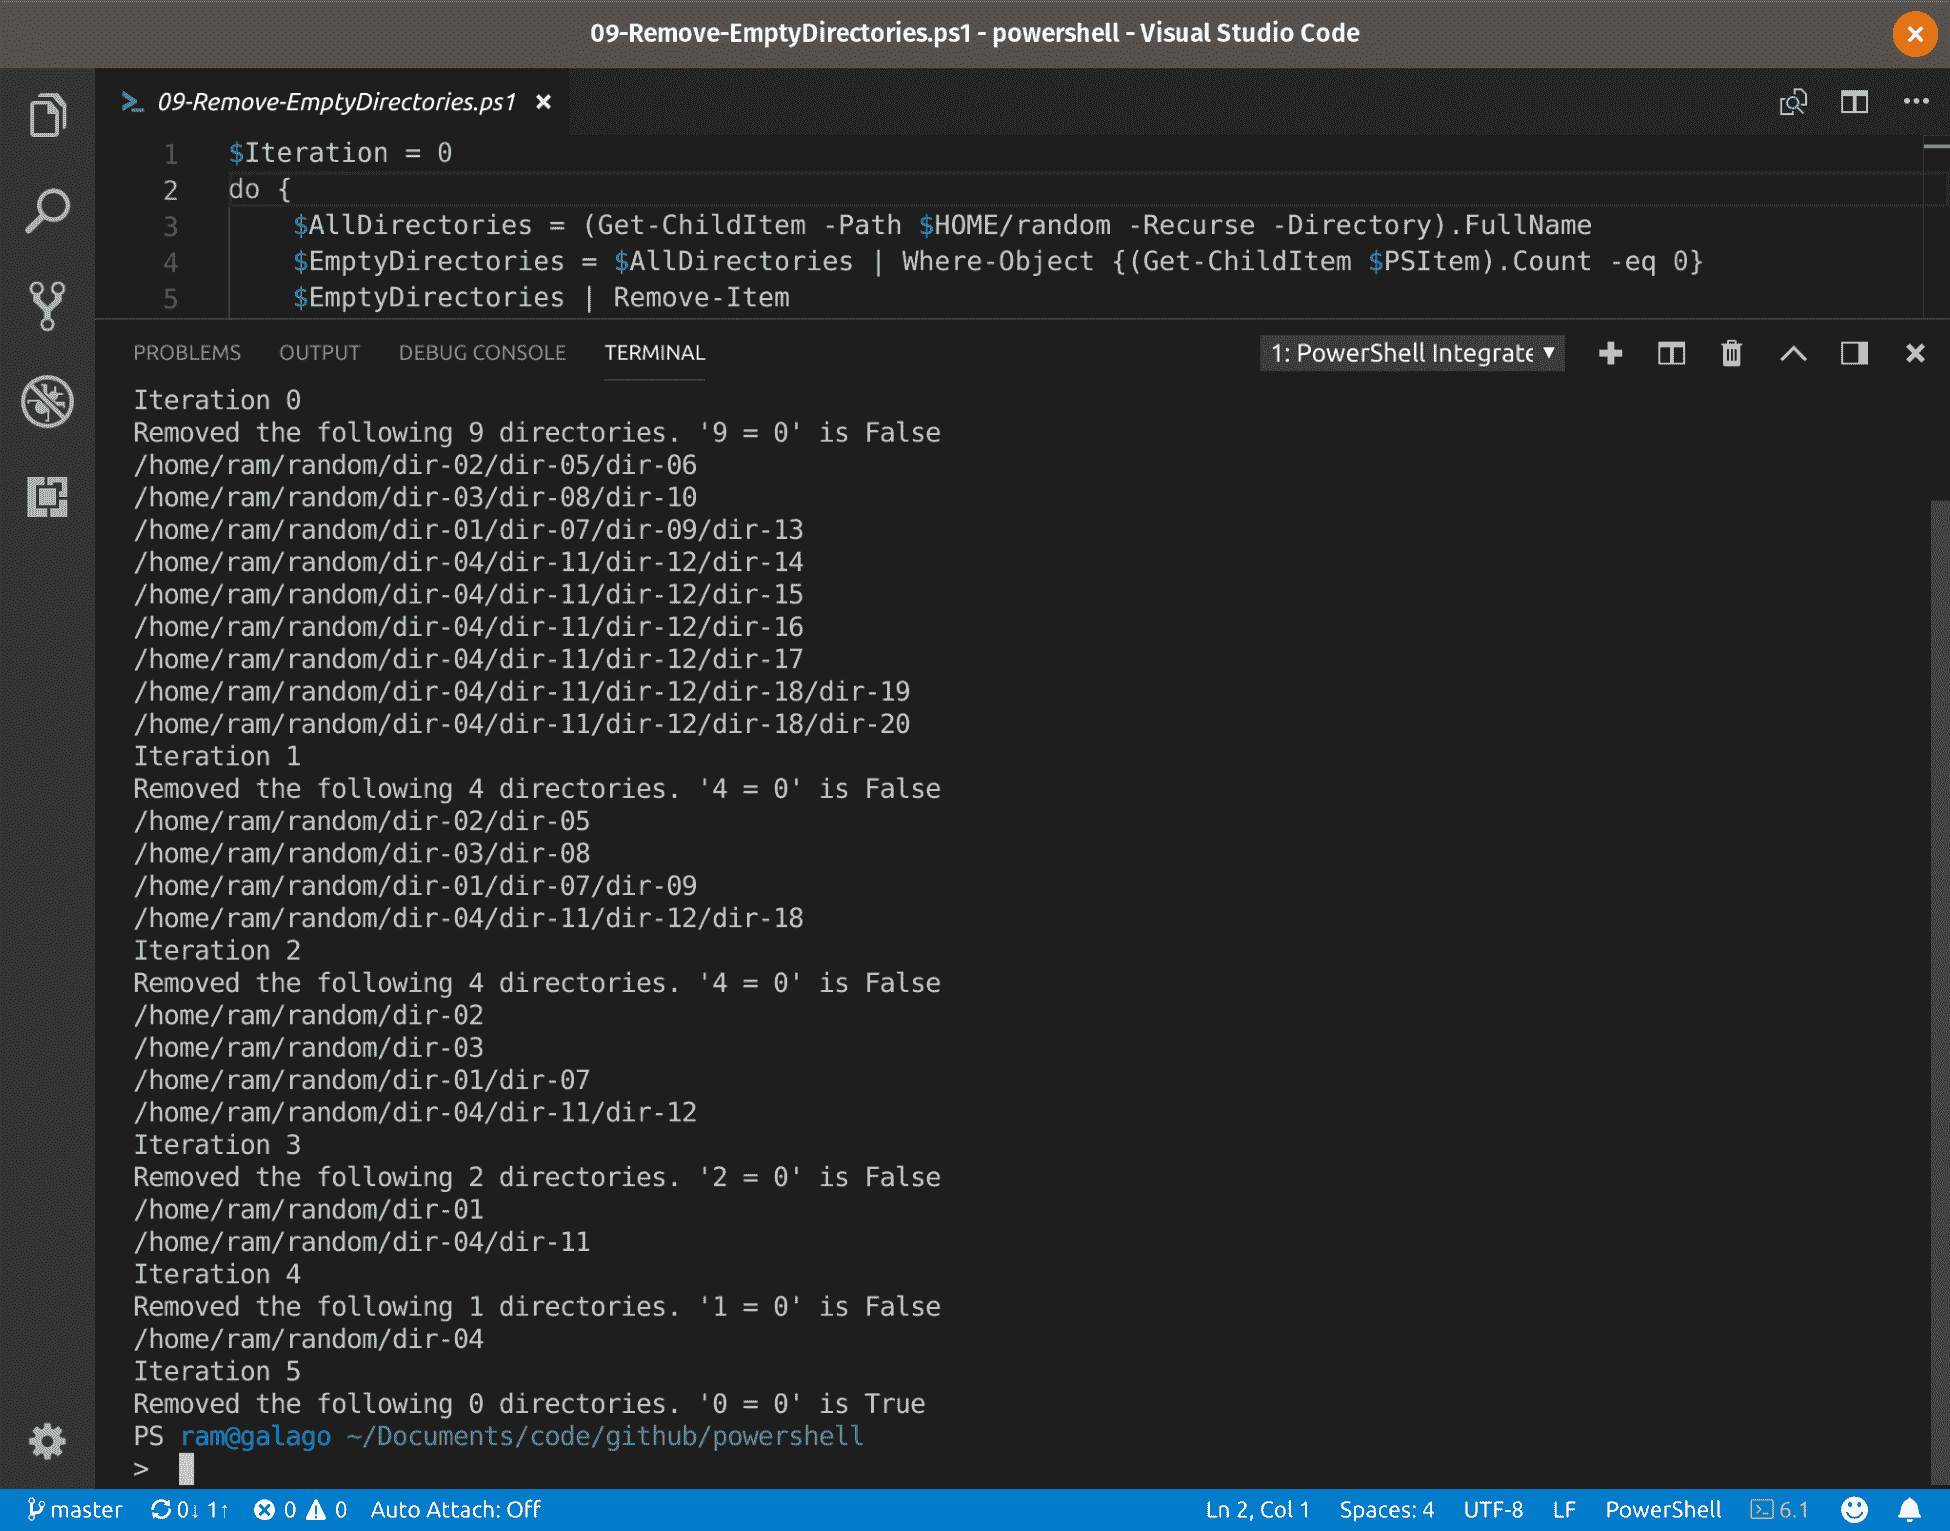 09-Remove-EmptyDirectories.ps1 - powershell - Visual Studio Code
09-Remove-EmptyDirectories.ps1
1 $Iteration = 0
2 do {
3 $AllDirectories = (Get-ChildItem -Path $HOME/random -Recurse -Directory).FullName
4 $EmptyDirectories = $AllDirectories | Where-Object {(Get-ChildItem $PSItem).Count -eq 0}
5 $EmptyDirectories | Remove-Item
PROBLEMS OUTPUT DEBUG CONSOLE TERMINAL 1: PowerShell Integrate
Iteration 0
Removed the following 9 directories. '9 = 0' is False
/home/ram/random/dir-02/dir-05/dir-06
/home/ram/random/dir-03/dir-08/dir-10
/home/ram/random/dir-01/dir-07/dir-09/dir-13
/home/ram/random/dir-04/dir-11/dir-12/dir-14
/home/ram/random/dir-04/dir-11/dir-12/dir-15
/home/ram/random/dir-04/dir-11/dir-12/dir-16
/home/ram/random/dir-04/dir-11/dir-12/dir-17
/home/ram/random/dir-04/dir-11/dir-12/dir-18/dir-19
/home/ram/random/dir-04/dir-11/dir-12/dir-18/dir-20
Iteration 1
Removed the following 4 directories. '4 = 0' is False
/home/ram/random/dir-02/dir-05
/home/ram/random/dir-03/dir-08
/home/ram/random/dir-01/dir-07/dir-09
/home/ram/random/dir-04/dir-11/dir-12/dir-18
Iteration 2
Removed the following 4 directories. '4 = 0' is False
/home/ram/random/dir-02
/home/ram/random/dir-03
/home/ram/random/dir-01/dir-07
/home/ram/random/dir-04/dir-11/dir-12
Iteration 3
Removed the following 2 directories. '2 = 0' is False
/home/ram/random/dir-01
/home/ram/random/dir-04/dir-11
Iteration 4
Removed the following 1 directories. '1 = 0' is False
/home/ram/random/dir-04
Iteration 5
Removed the following 0 directories. '0 = 0' is True
PS ram@galago ~/Documents/code/github/powershell
>
master 0↓ 1↑ 0 0 Auto Attach: Off Ln 2, Col 1 Spaces: 4 UTF-8 LF PowerShell 6.1